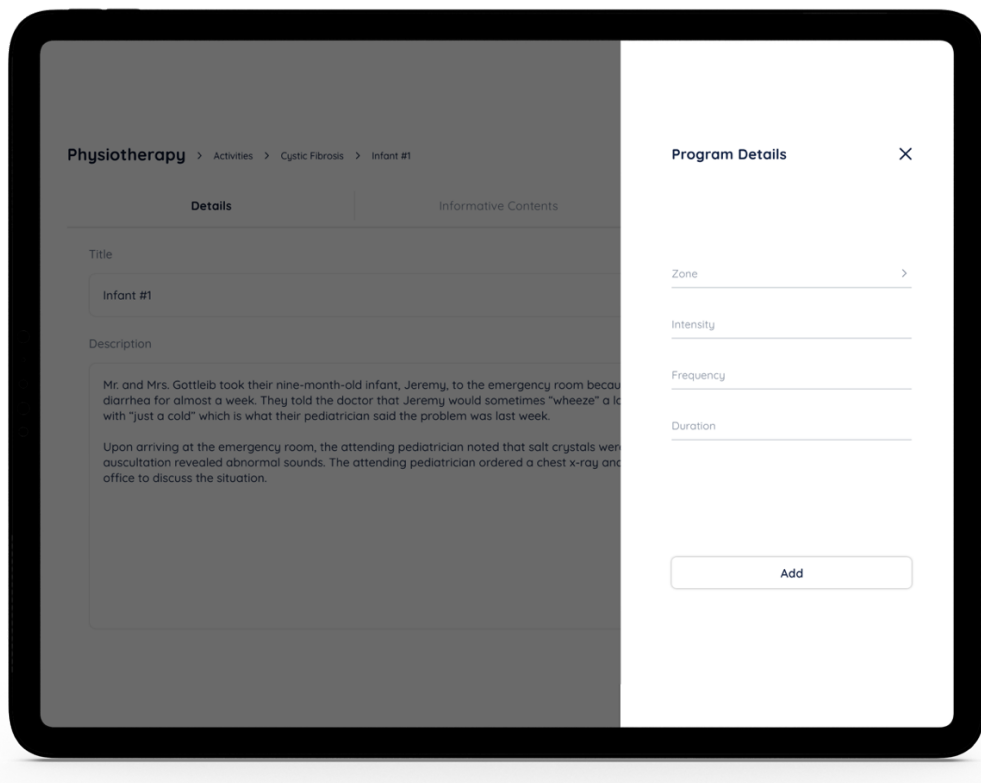 Physiotherapy > Activities > Cystic Fibrosis > Infant #1
Details
Informative Contents
Title
Infant #1
Description
Mr. and Mrs. Gottleib took their nine-month-old infant, Jeremy, to the emergency room becau
diarrhea for almost a week. They told the doctor that Jeremy would sometimes “wheeze” a lo
with “just a cold” which is what their pediatrician said the problem was last week.
Upon arriving at the emergency room, the attending pediatrician noted that salt crystals were
auscultation revealed abnormal sounds. The attending pediatrician ordered a chest x-ray and
office to discuss the situation.
Program Details
Zone
Intensity
Frequency
Duration
Add